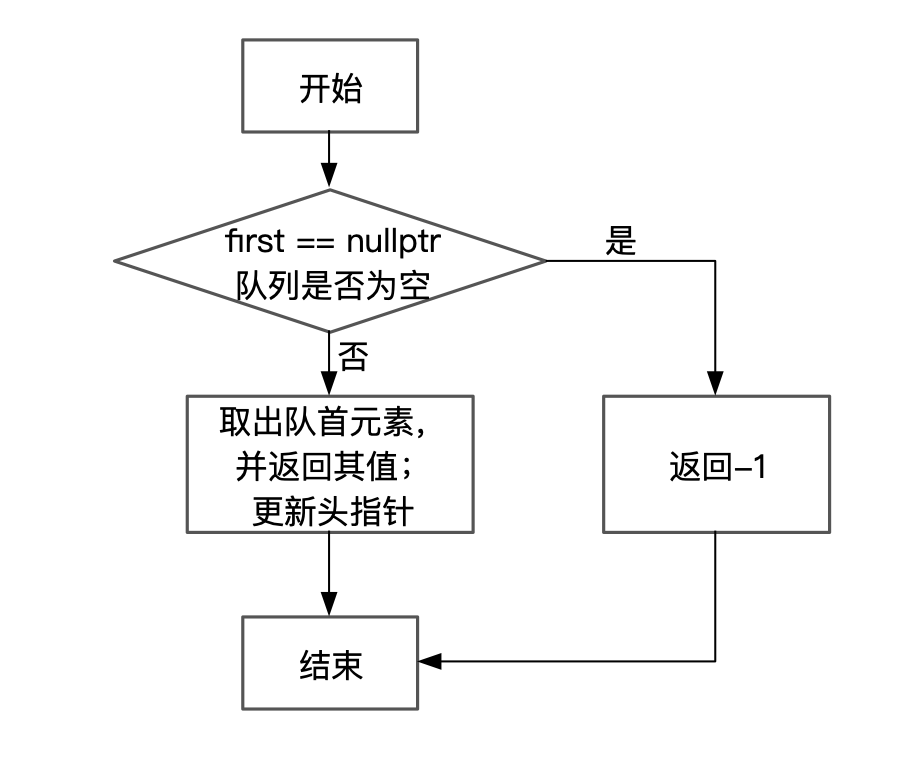 开始
first == nullptr
队列是否为空
是
否
取出队首元素，
并返回其值；
更新头指针
返回-1
结束